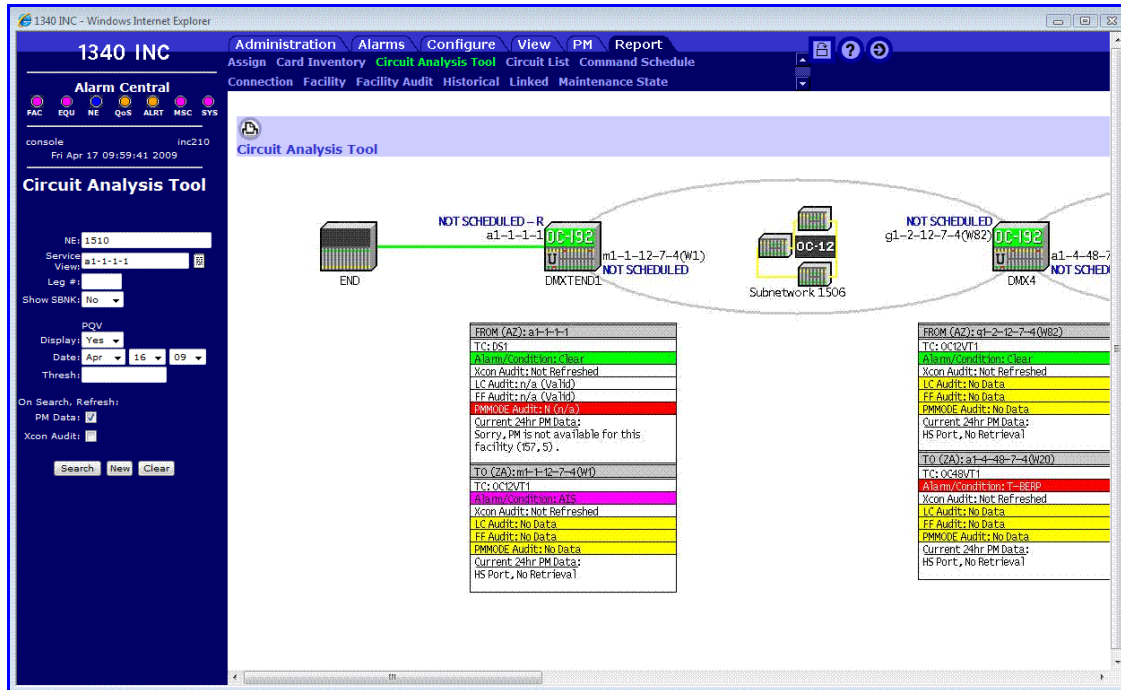 1340 INC - Windows Internet Explorer
1340 INC
Administration Alarms Configure View PM Report
Assign Card Inventory Circuit Analysis Tool Circuit List Command Schedule
Connection Facility Facility Audit Historical Linked Maintenance State
Alarm Central
FAC EQU NE QoS ALRT MSC SYS
console inc210
Fri Apr 17 09:59:41 2009
Circuit Analysis Tool
NE: 1510
Service View: a1-1-1-1
Leg #:
Show SBNK: No
PQV
Display: Yes
Date: Apr 16 09
Thresh:
On Search, Refresh:
PM Data:
Xcon Audit:
Search New Clear
Circuit Analysis Tool
END
NOT SCHEDULED - R
a1-1-1-1
OC-192
U
m1-1-12-7-4(W1)
NOT SCHEDULED
DMXTEND1
OC-12
Subnetwork 1506
NOT SCHEDULED
g1-2-12-7-4(W82)
OC-192
U
a1-4-48-7
NOT SCHED
DMX4
FROM (AZ): a1-1-1-1
TC: DS1
Alarm/Condition: Clear
Xcon Audit: Not Refreshed
LC Audit: n/a (Valid)
FF Audit: n/a (Valid)
PMMODE Audit: N (n/a)
Current 24hr PM Data:
Sorry, PM is not available for this
facility (157,5).
TO (ZA): m1-1-12-7-4(W1)
TC: OC12VT1
Alarm/Condition: AIS
Xcon Audit: Not Refreshed
LC Audit: No Data
FF Audit: No Data
PMMODE Audit: No Data
Current 24hr PM Data:
HS Port, No Retrieval
FROM (AZ): g1-2-12-7-4(W82)
TC: OC12VT1
Alarm/Condition: Clear
Xcon Audit: Not Refreshed
LC Audit: No Data
FF Audit: No Data
PMMODE Audit: No Data
Current 24hr PM Data:
HS Port, No Retrieval
TO (ZA): a1-4-48-7-4(W20)
TC: OC48VT1
Alarm/Condition: T-BERP
Xcon Audit: Not Refreshed
LC Audit: No Data
FF Audit: No Data
PMMODE Audit: No Data
Current 24hr PM Data:
HS Port, No Retrieval